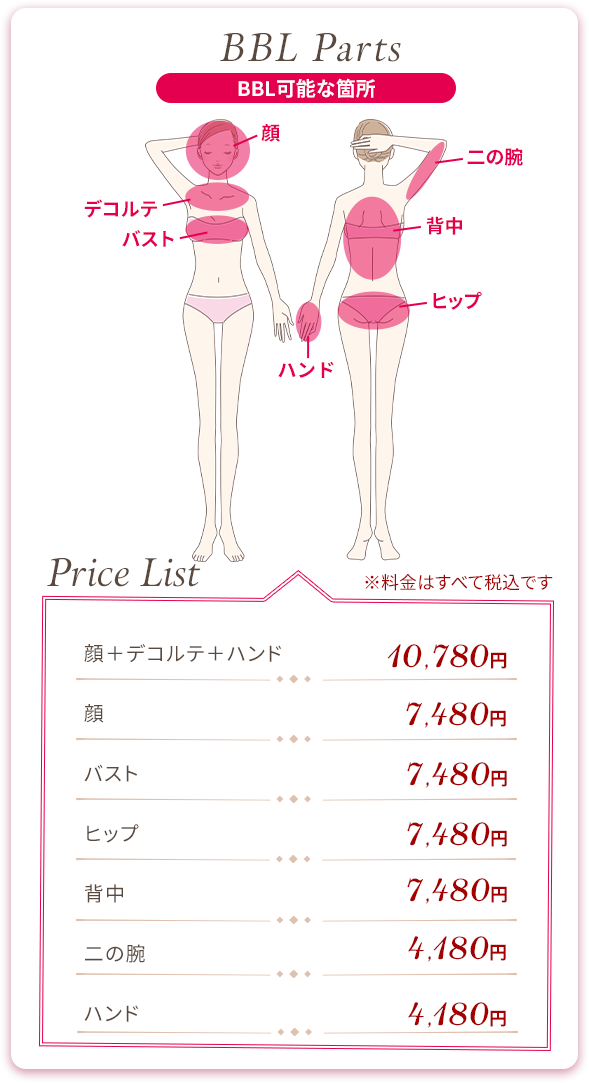 BBL Parts
BBL可能な箇所
顔
二の腕
デコルテ
背中
バスト
ヒップ
ハンド
Price List
※料金はすべて税込です
顔＋デコルテ＋ハンド 10,780円
顔 7,480円
バスト 7,480円
ヒップ 7,480円
背中 7,480円
二の腕 4,180円
ハンド 4,180円